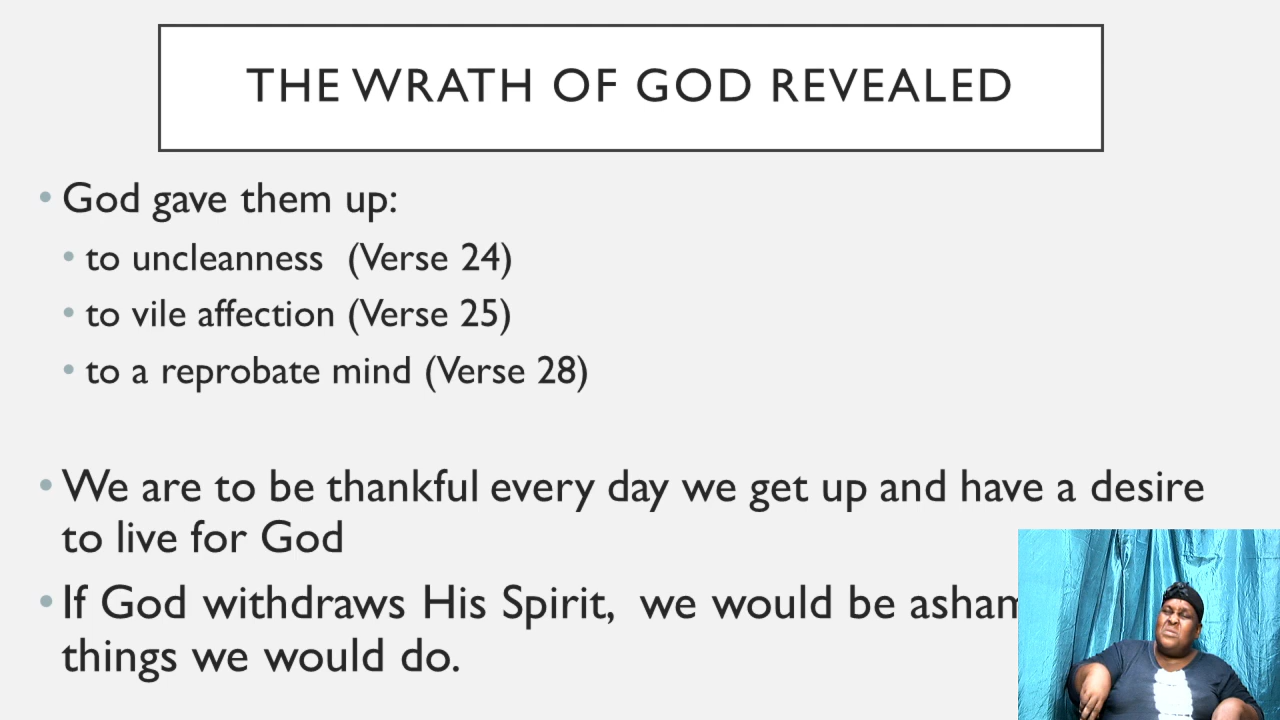 THE WRATH OF GOD REVEALED
• God gave them up:
• to uncleanness (Verse 24)
• to vile affection (Verse 25)
• to a reprobate mind (Verse 28)
• We are to be thankful every day we get up and have a desire
to live for God
• If God withdraws His Spirit, we would be
things we would do.